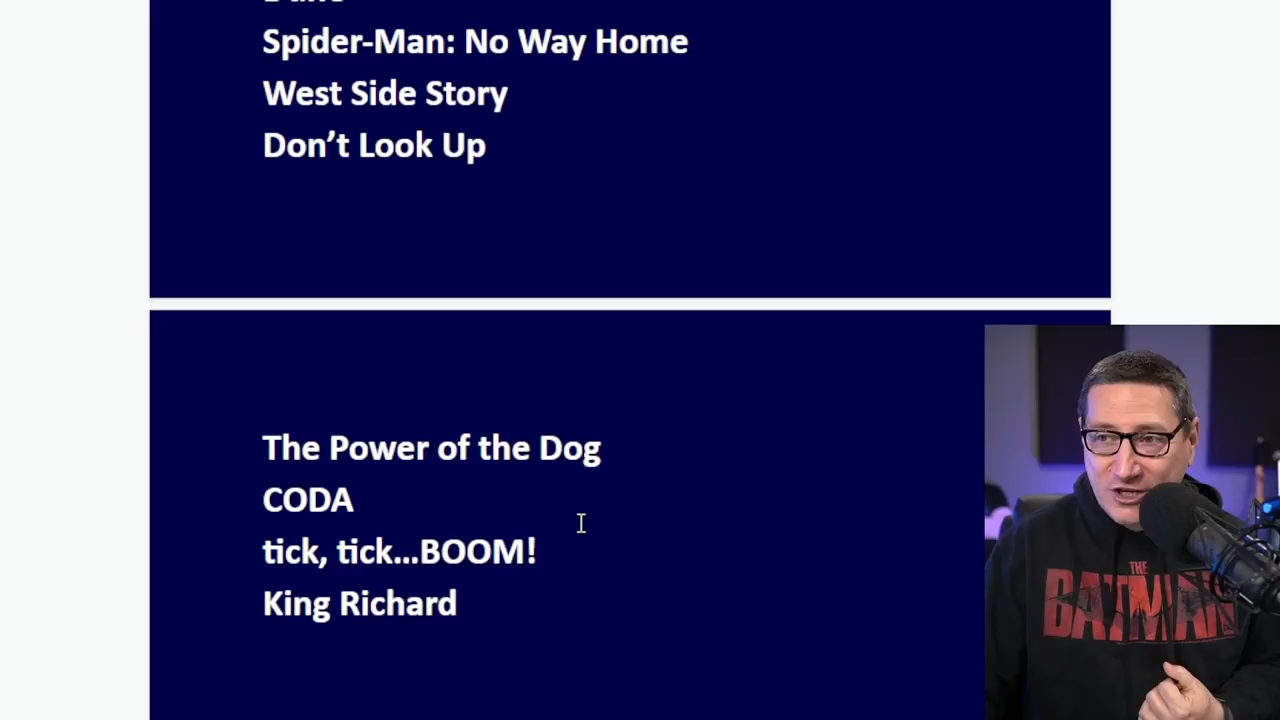 Spider-Man: No Way Home
West Side Story
Don’t Look Up
The Power of the Dog
CODA
tick, tick...BOOM!
King Richard
THE
BATMAN